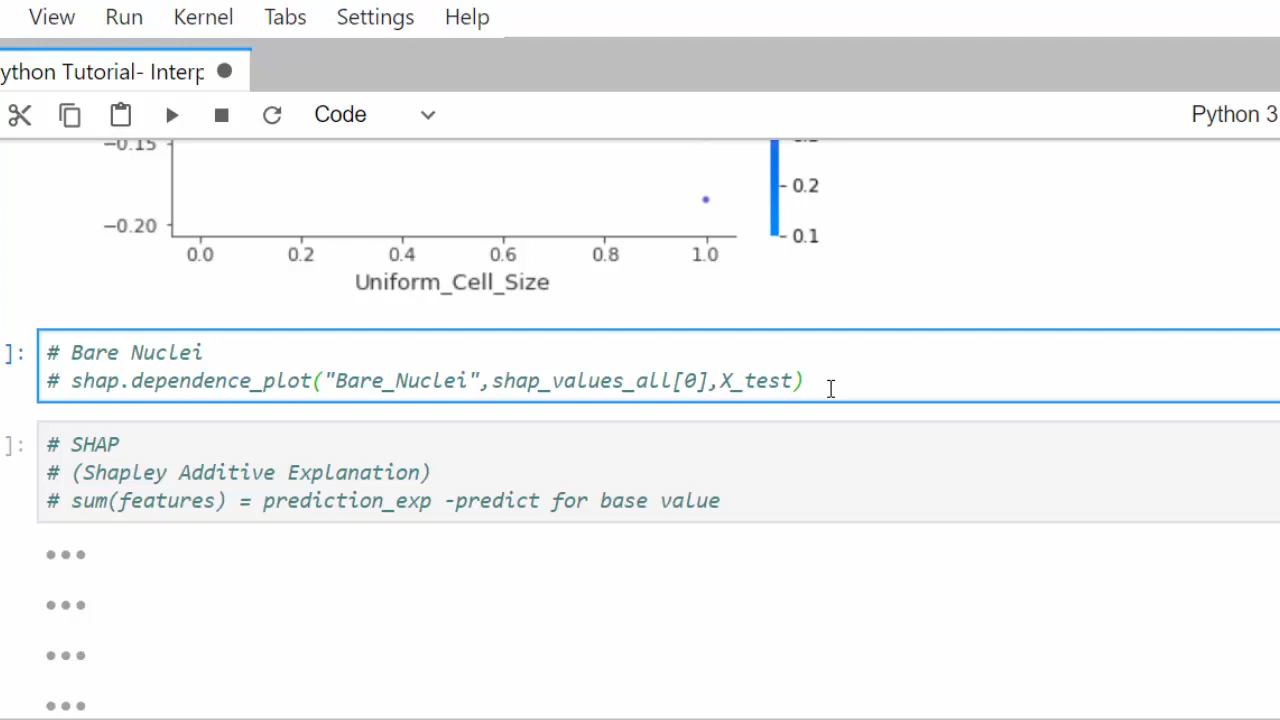 View Run Kernel Tabs Settings Help
ython Tutorial- Interp
Code Python 3
−0.15
0.2
−0.20
0.1
0.0 0.2 0.4 0.6 0.8 1.0
Uniform_Cell_Size
]: # Bare Nuclei
# shap.dependence_plot("Bare_Nuclei",shap_values_all[0],X_test)
]: # SHAP
# (Shapley Additive Explanation)
# sum(features) = prediction_exp -predict for base value